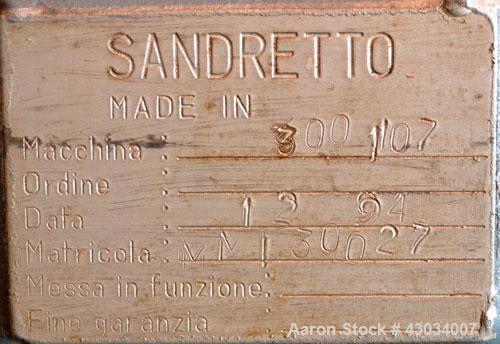 SANDRETTO
MADE IN
Macchina : 300 107
Ordine :
Data : 12 94
Matricola : MM 130027
Messa in funzione:
Fine garanzia :
Aaron Stock # 43034007